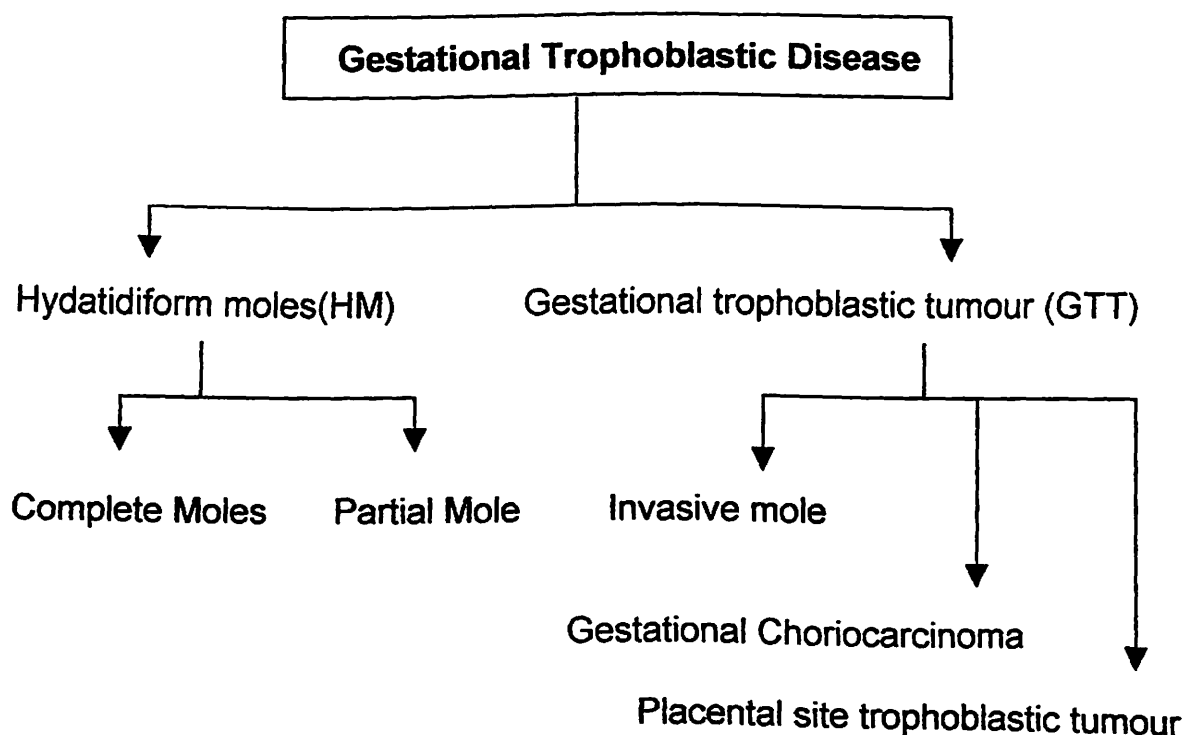 Gestational Trophoblastic Disease
Hydatidiform moles(HM)
Gestational trophoblastic tumour (GTT)
Complete Moles
Partial Mole
Invasive mole
Gestational Choriocarcinoma
Placental site trophoblastic tumour